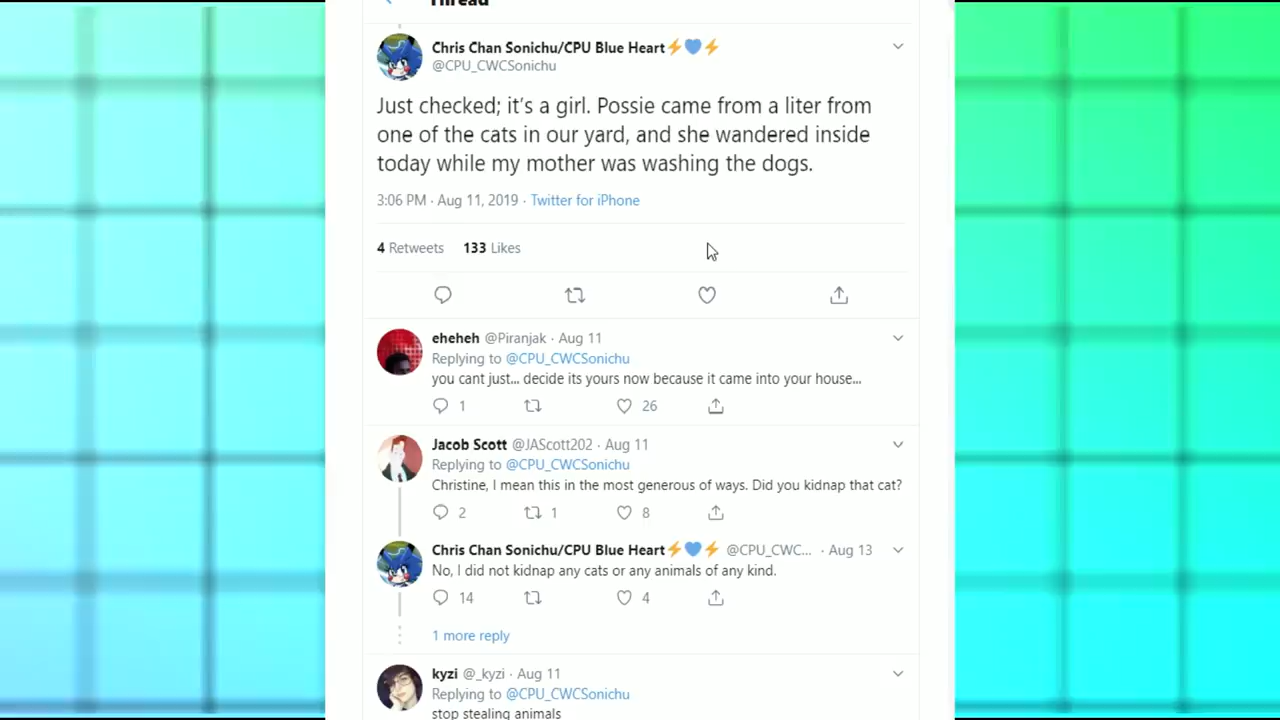 Thread
Chris Chan Sonichu/CPU Blue Heart⚡💙⚡
@CPU_CWCSonichu
Just checked; it's a girl. Possie came from a liter from
one of the cats in our yard, and she wandered inside
today while my mother was washing the dogs.
3:06 PM · Aug 11, 2019 · Twitter for iPhone
4 Retweets 133 Likes
eheheh @Piranjak · Aug 11
Replying to @CPU_CWCSonichu
you cant just... decide its yours now because it came into your house...
1 26
Jacob Scott @JAScott202 · Aug 11
Replying to @CPU_CWCSonichu
Christine, I mean this in the most generous of ways. Did you kidnap that cat?
2 1 8
Chris Chan Sonichu/CPU Blue Heart⚡💙⚡ @CPU_CWC... · Aug 13
No, I did not kidnap any cats or any animals of any kind.
14 4
1 more reply
kyzi @_kyzi · Aug 11
Replying to @CPU_CWCSonichu
stop stealing animals